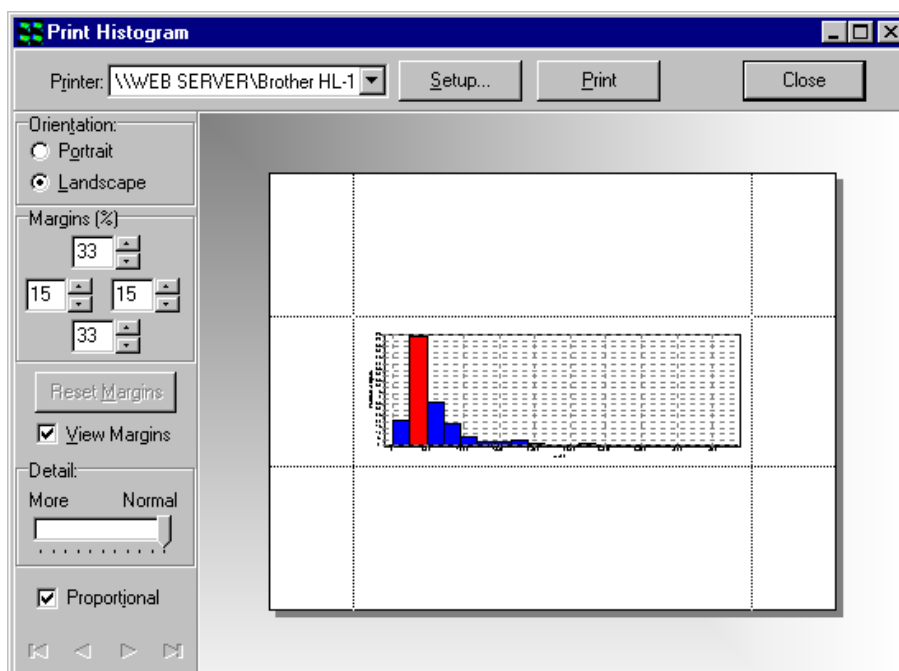 Print Histogram
Printer: \\WEB SERVER\Brother HL-1 Setup... Print Close
Orientation:
Portrait
Landscape
Margins (%)
33
15 15
33
Reset Margins
View Margins
Detail:
More Normal
Proportional